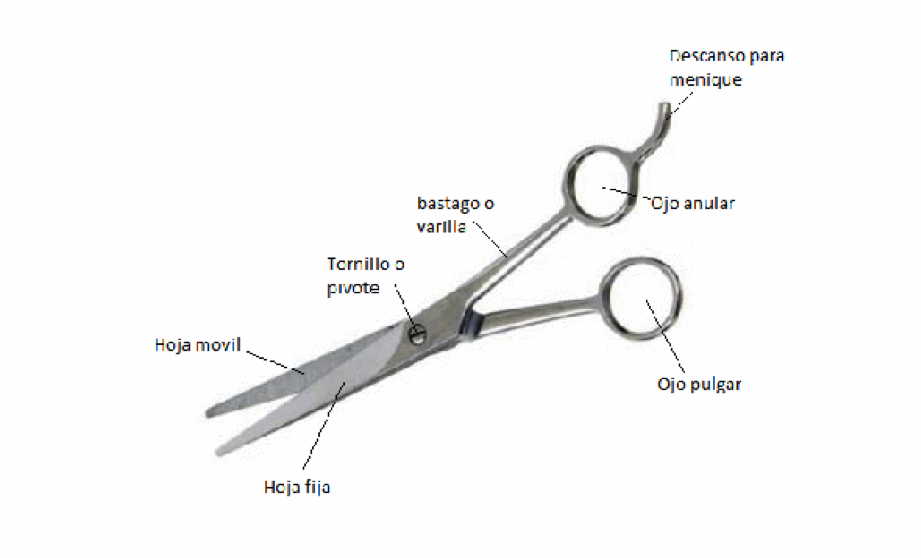 Descanso para
menique
Ojo anular
bastago o
varilla
Tornillo o
pivote
Hoja movil
Ojo pulgar
Hoja fija